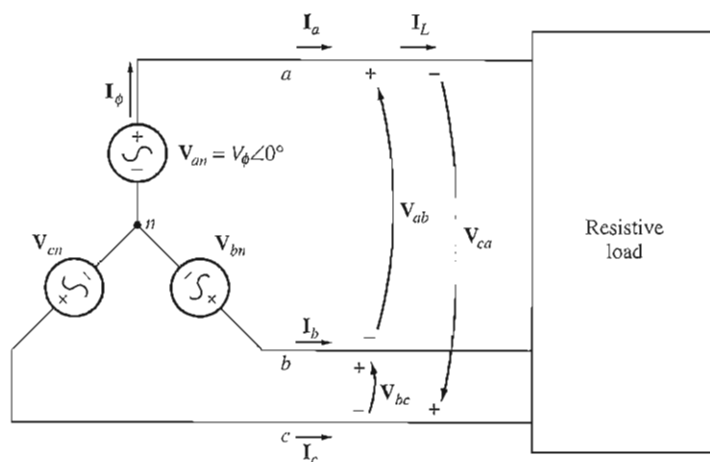 I_a
I_L
a
+
−
I_ϕ
+
−
V_an = V_ϕ∠0°
n
V_cn
V_bn
−
+
−
+
V_ab
V_ca
Resistive
load
−
I_b
b
+
V_bc
−
+
c
I_c